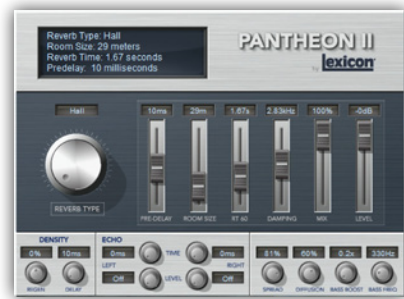 Reverb Type: Hall
Room Size: 29 meters
Reverb Time: 1.67 seconds
Predelay: 10 milliseconds
PANTHEON II
by lexicon
Hall
10ms 29m 1.67s 2.83kHz 100% -0dB
REVERB TYPE
PRE-DELAY ROOM SIZE RT 60 DAMPING MIX LEVEL
DENSITY
0% 10ms
REGEN DELAY
ECHO
0ms TIME 0ms
LEFT RIGHT
Off LEVEL Off
81% 60% 0.2x 330Hz
SPREAD DIFFUSION BASS BOOST BASS FREQ